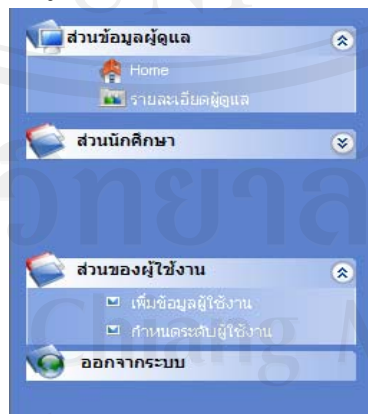 ส่วนข้อมูลผู้ดูแล
Home
รายละเอียดผู้ดูแล
ส่วนนักศึกษา
ส่วนของผู้ใช้งาน
เพิ่มข้อมูลผู้ใช้งาน
กำหนดระดับผู้ใช้งาน
ออกจากระบบ